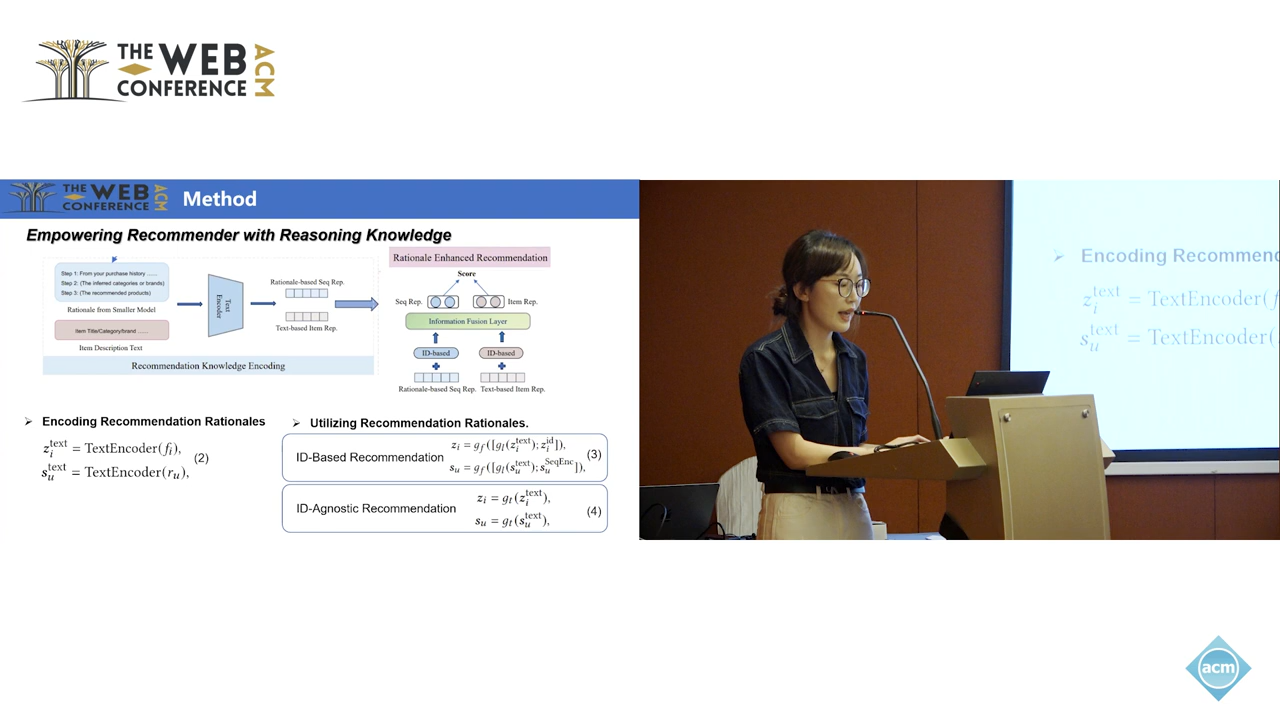 THE WEB
CONFERENCE
ACM
THE WEB
CONFERENCE
ACM
Method
Empowering Recommender with Reasoning Knowledge
Step 1: From your purchase history ......
Step 2: (The inferred categories or brands)
Step 3: (The recommended products)
Rationale from Smaller Model
Item Title/Category/brand ......
Item Description Text
Text
Encoder
Rationale-based Seq Rep.
Text-based Item Rep.
Recommendation Knowledge Encoding
Rationale Enhanced Recommendation
Score
Seq Rep.
Item Rep.
Information Fusion Layer
ID-based
ID-based
Rationale-based Seq Rep.
Text-based Item Rep.
➢ Encoding Recommendation Rationales
z_i^text = TextEncoder(f_i),
s_u^text = TextEncoder(r_u),
(2)
➢ Utilizing Recommendation Rationales.
ID-Based Recommendation
z_i = g_f([g_l(z_i^text); z_i^id]),
s_u = g_f([g_l(s_u^text); s_u^SeqEnc]),
(3)
ID-Agnostic Recommendation
z_i = g_t(z_i^text),
s_u = g_t(s_u^text),
(4)
➢ Encoding Recommen
z_i^text = TextEncoder(f
s_u^text = TextEncoder(
acm